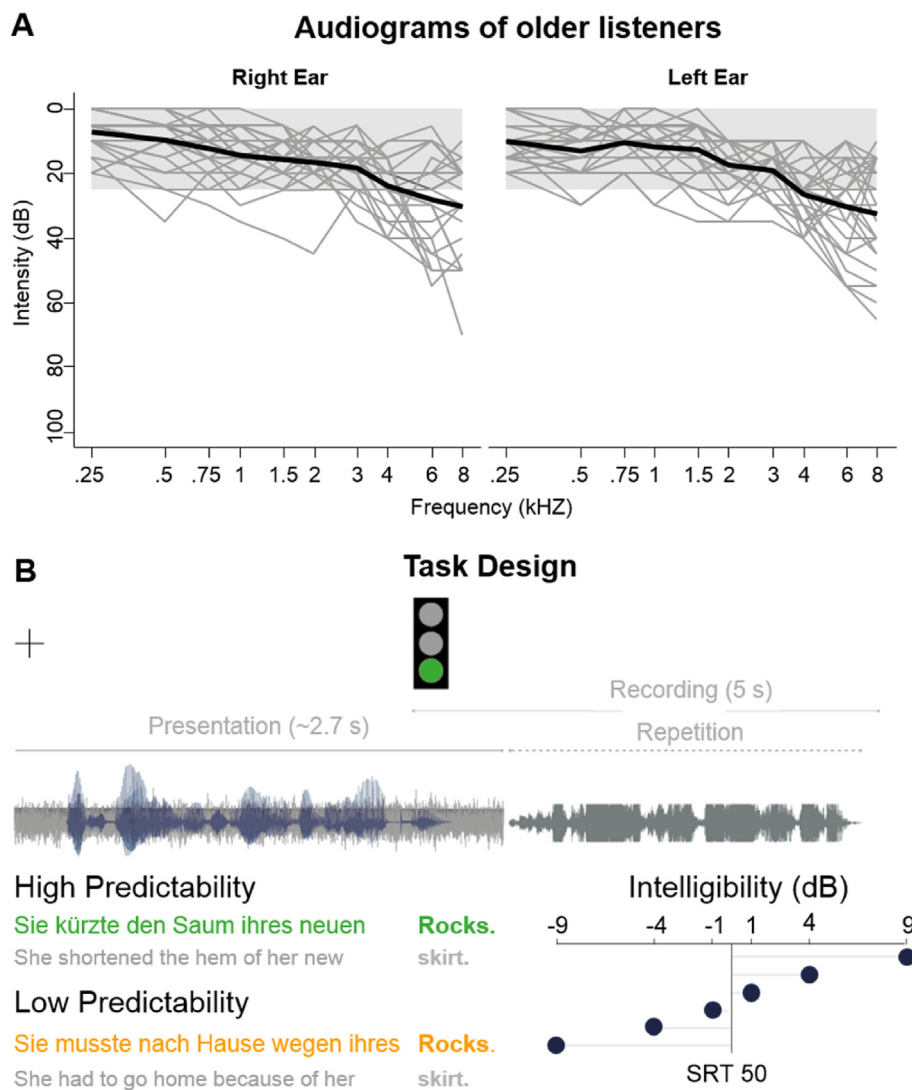 A
Audiograms of older listeners
Right Ear
Left Ear
Intensity (dB)
0
20
40
60
80
100
.25 .5 .75 1 1.5 2 3 4 6 8
.25 .5 .75 1 1.5 2 3 4 6 8
Frequency (kHZ)
B
Task Design
Recording (5 s)
Presentation (~2.7 s)
Repetition
High Predictability
Sie kürzte den Saum ihres neuen Rocks.
She shortened the hem of her new skirt.
Low Predictability
Sie musste nach Hause wegen ihres Rocks.
She had to go home because of her skirt.
Intelligibility (dB)
-9 -4 -1 1 4 9
SRT 50